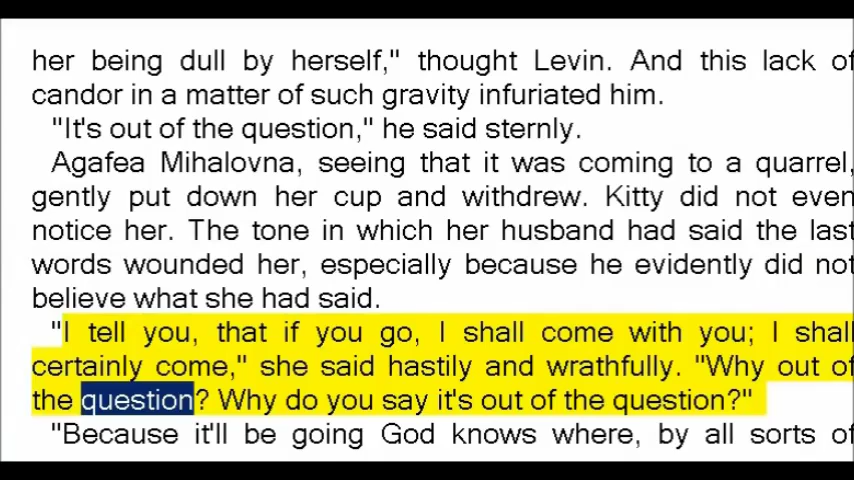 her being dull by herself," thought Levin. And this lack of
candor in a matter of such gravity infuriated him.
"It's out of the question," he said sternly.
Agafea Mihalovna, seeing that it was coming to a quarrel,
gently put down her cup and withdrew. Kitty did not even
notice her. The tone in which her husband had said the last
words wounded her, especially because he evidently did not
believe what she had said.
"I tell you, that if you go, I shall come with you; I shall
certainly come," she said hastily and wrathfully. "Why out of
the question? Why do you say it's out of the question?"
"Because it'll be going God knows where, by all sorts of